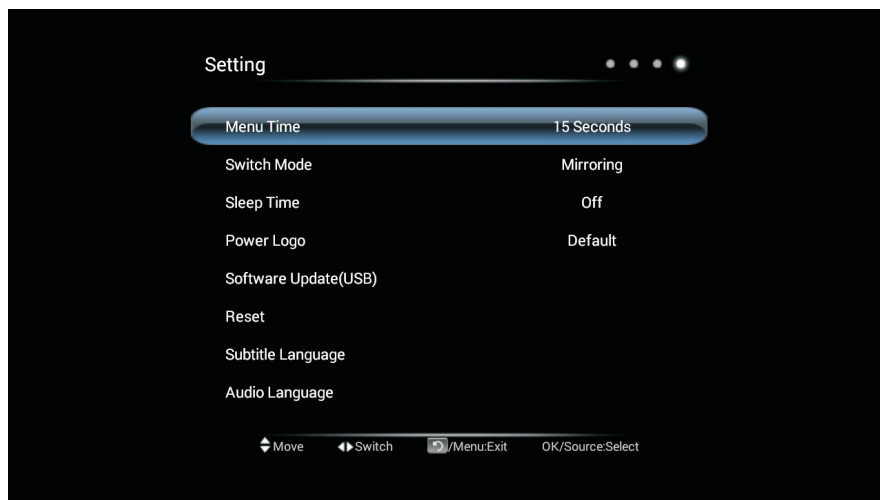 Setting
Menu Time 15 Seconds
Switch Mode Mirroring
Sleep Time Off
Power Logo Default
Software Update(USB)
Reset
Subtitle Language
Audio Language
Move Switch /Menu:Exit OK/Source:Select